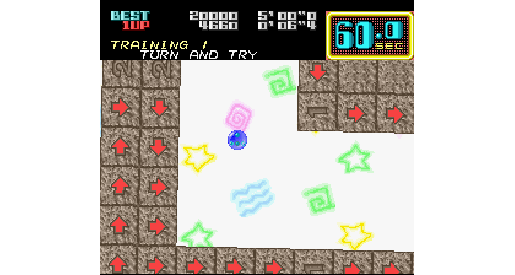 BEST 20000 5'00"0
1UP 4660 0'06"4
60.0 SEC
TRAINING 1
TURN AND TRY